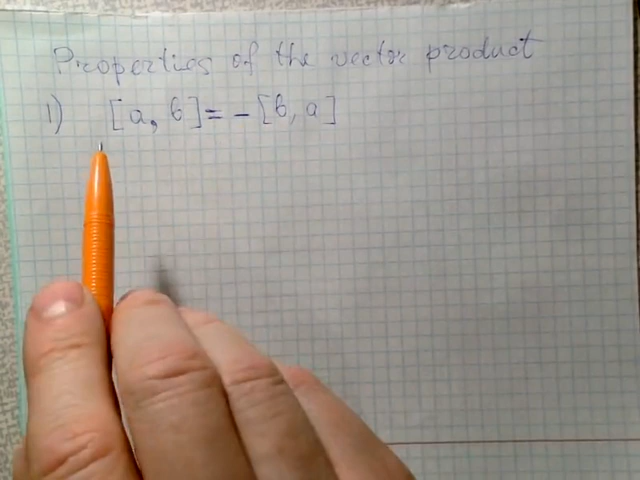 Properties of the vector product
1) [a, b] = - [b, a]